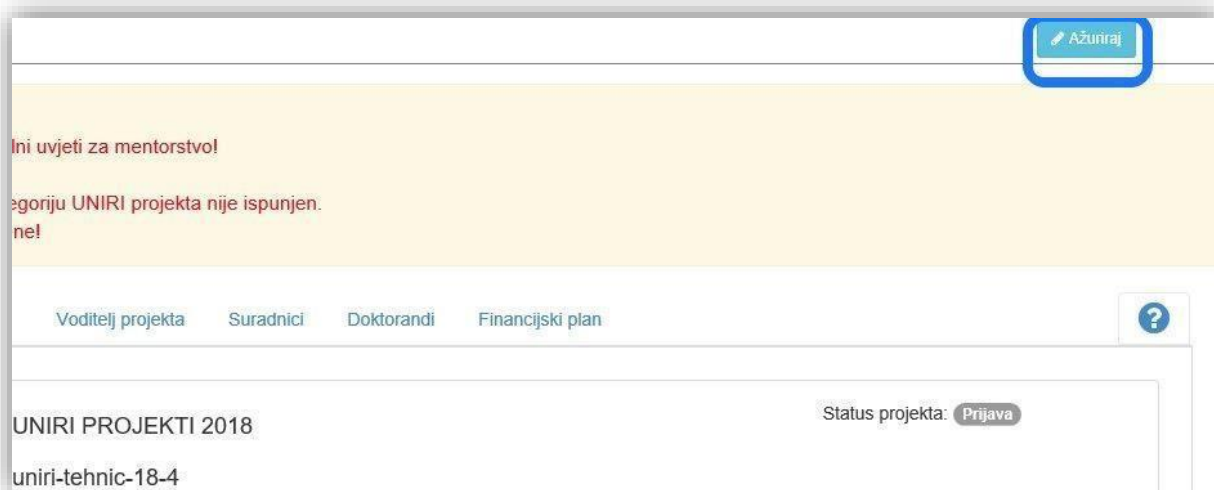 Ažuriraj
lni uvjeti za mentorstvo!
egoriju UNIRI projekta nije ispunjen.
ne!
Voditelj projekta Suradnici Doktorandi Financijski plan
?
UNIRI PROJEKTI 2018
Status projekta: Prijava
uniri-tehnic-18-4